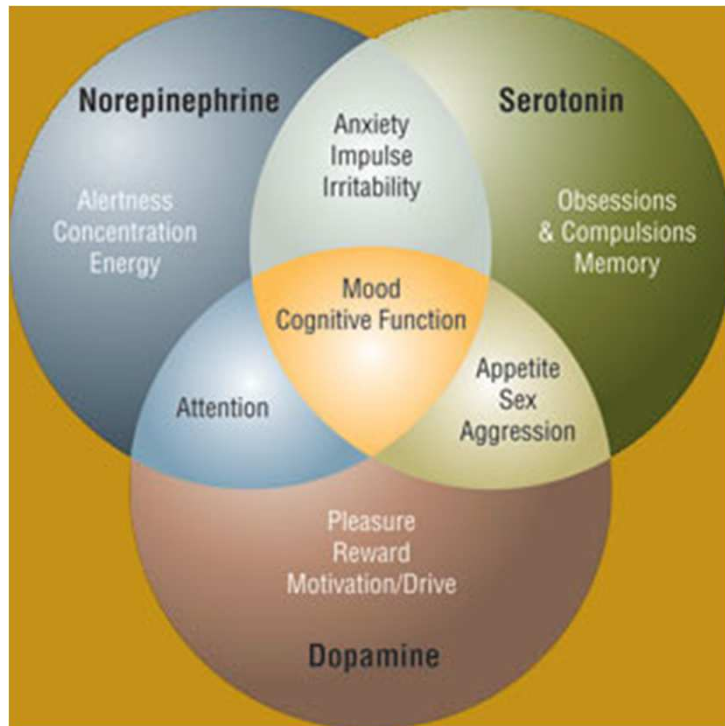 Norepinephrine
Serotonin
Anxiety
Impulse
Irritability
Alertness
Concentration
Energy
Obsessions
& Compulsions
Memory
Mood
Cognitive Function
Attention
Appetite
Sex
Aggression
Pleasure
Reward
Motivation/Drive
Dopamine